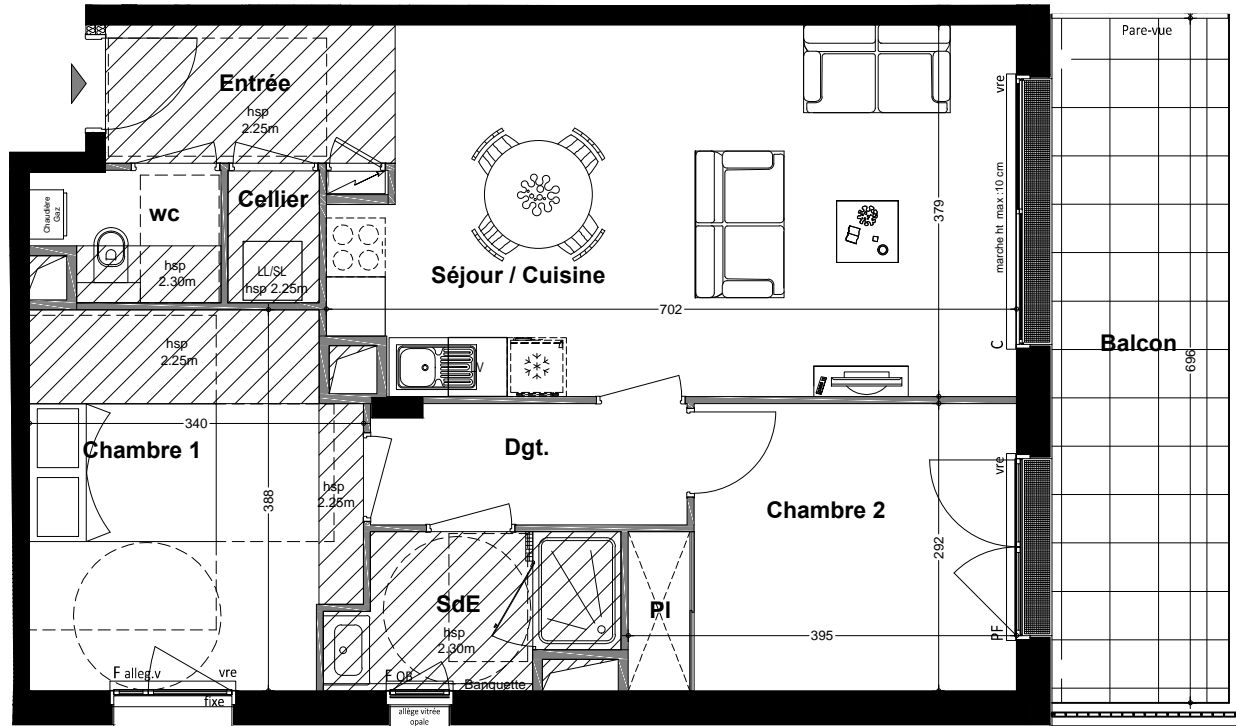 Pare-vue
Entrée
hsp
2.25m
vre
Chaudière
Gaz
wc
Cellier
hsp
2.30m
LL/SL
hsp 2.25m
Séjour / Cuisine
379
marche ht max :10 cm
702
C
Balcon
696
hsp
2.25m
V
340
Chambre 1
Dgt.
hsp
2.25m
388
Chambre 2
vre
292
SdE
hsp
2.30m
Pl
395
PF
F alleg.v
vre
fixe
F OB
Banquette
allège vitrée
opale